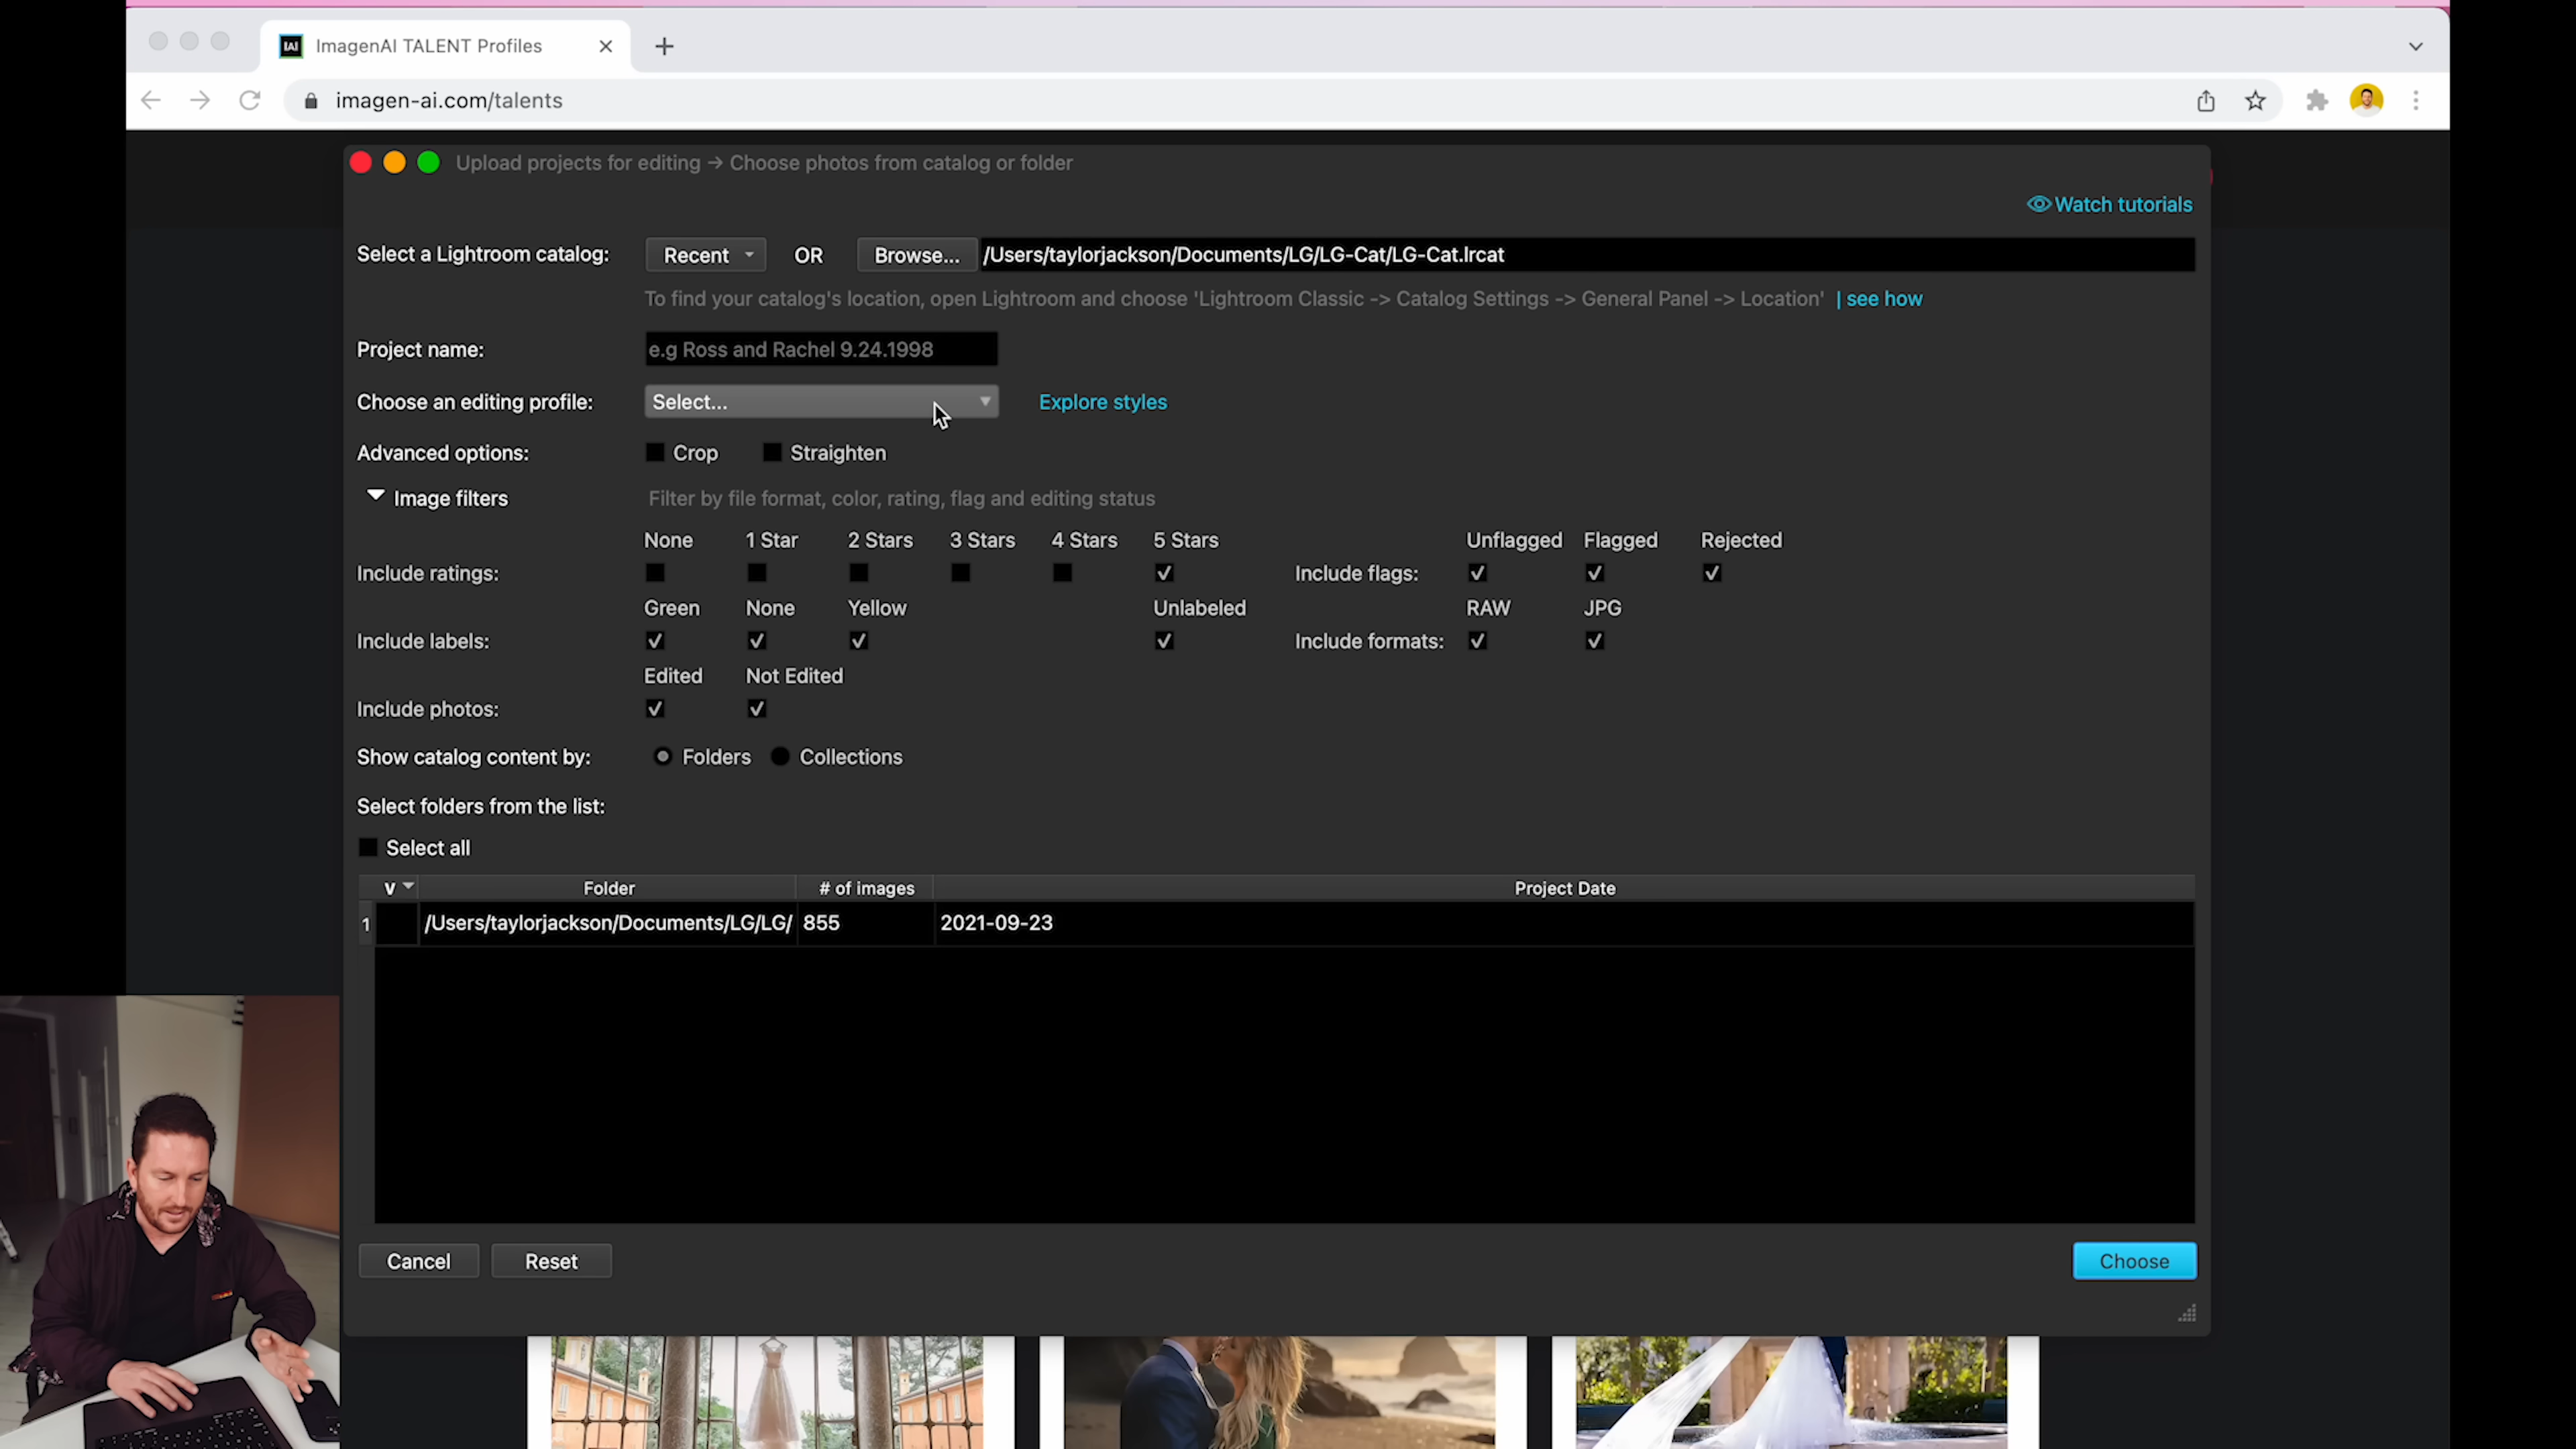 ImagenAI TALENT Profiles
imagen-ai.com/talents
Upload projects for editing → Choose photos from catalog or folder
Watch tutorials
Select a Lightroom catalog: Recent OR Browse... /Users/taylorjackson/Documents/LG/LG-Cat/LG-Cat.lrcat
To find your catalog's location, open Lightroom and choose 'Lightroom Classic -> Catalog Settings -> General Panel -> Location' | see how
Project name: e.g Ross and Rachel 9.24.1998
Choose an editing profile: Select... Explore styles
Advanced options: Crop Straighten
Image filters Filter by file format, color, rating, flag and editing status
None 1 Star 2 Stars 3 Stars 4 Stars 5 Stars Unflagged Flagged Rejected
Include ratings: Include flags:
Green None Yellow Unlabeled RAW JPG
Include labels: Include formats:
Edited Not Edited
Include photos:
Show catalog content by: Folders Collections
Select folders from the list:
Select all
v Folder # of images Project Date
1 /Users/taylorjackson/Documents/LG/LG/ 855 2021-09-23
Cancel Reset Choose